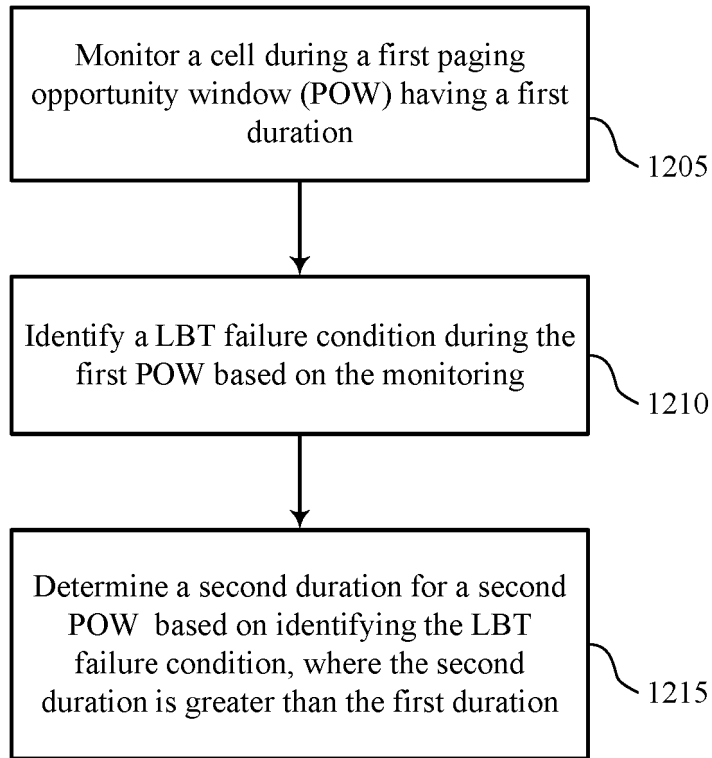 Monitor a cell during a first paging
opportunity window (POW) having a first
duration
1205
Identify a LBT failure condition during the
first POW based on the monitoring
1210
Determine a second duration for a second
POW based on identifying the LBT
failure condition, where the second
duration is greater than the first duration
1215